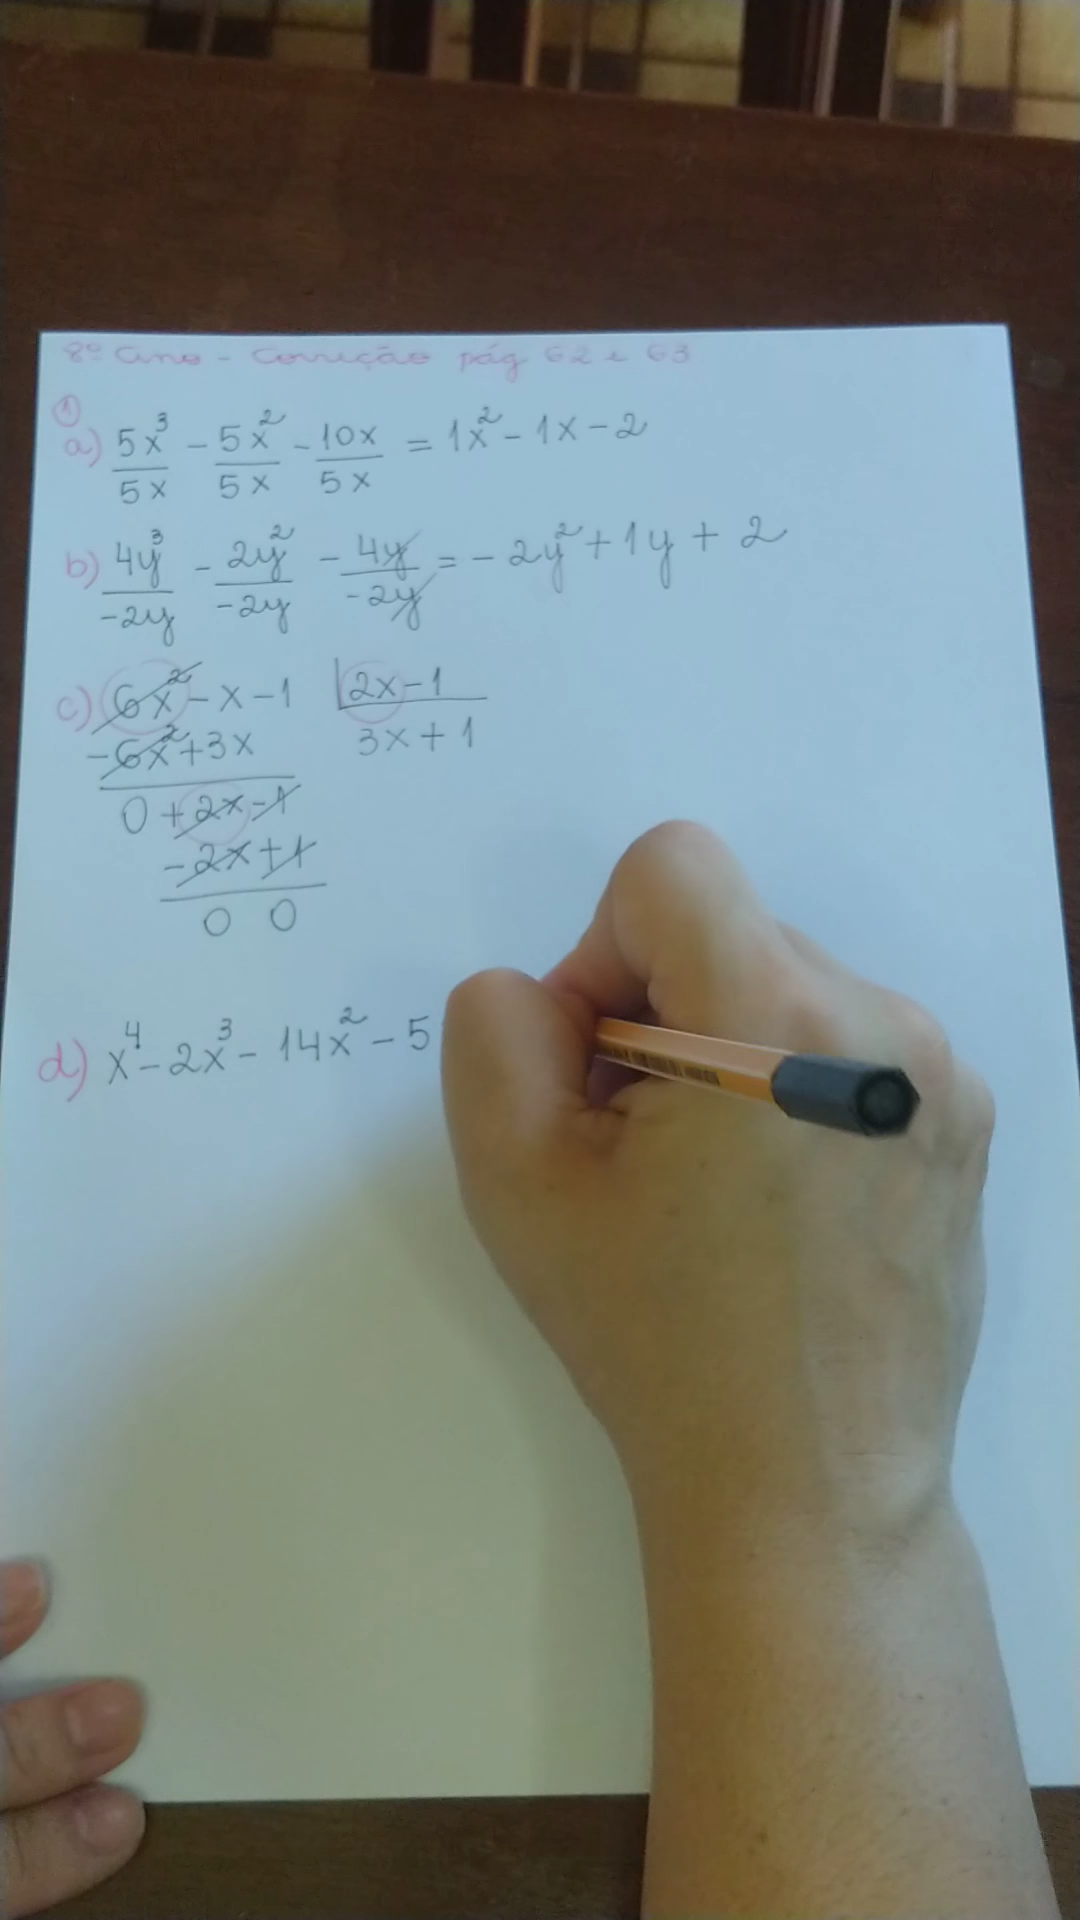 8º ano - Correção pág 62 e 63
①
a) 5x³/5x - 5x²/5x - 10x/5x = 1x² - 1x - 2
b) 4y³/-2y - 2y²/-2y - 4y/-2y = - 2y² + 1y + 2
c) 6x² - x - 1 |2x - 1
- 6x² + 3x 3x + 1
0 + 2x - 1
- 2x + 1
0 0
d) x⁴ - 2x³ - 14x² - 5